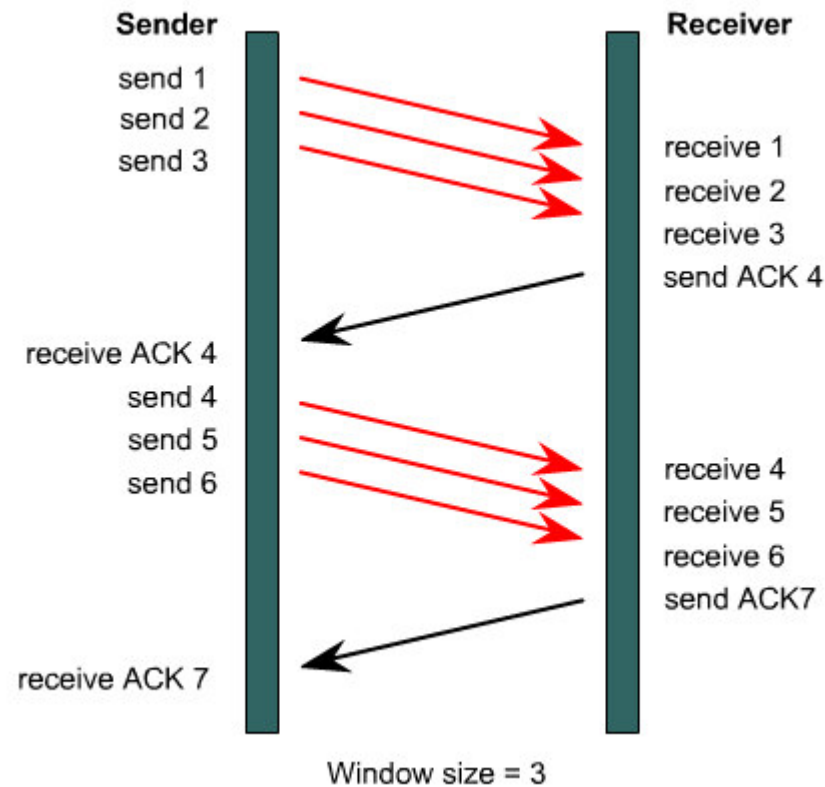 Sender
send 1
send 2
send 3
receive ACK 4
send 4
send 5
send 6
receive ACK 7
Receiver
receive 1
receive 2
receive 3
send ACK 4
receive 4
receive 5
receive 6
send ACK7
Window size = 3